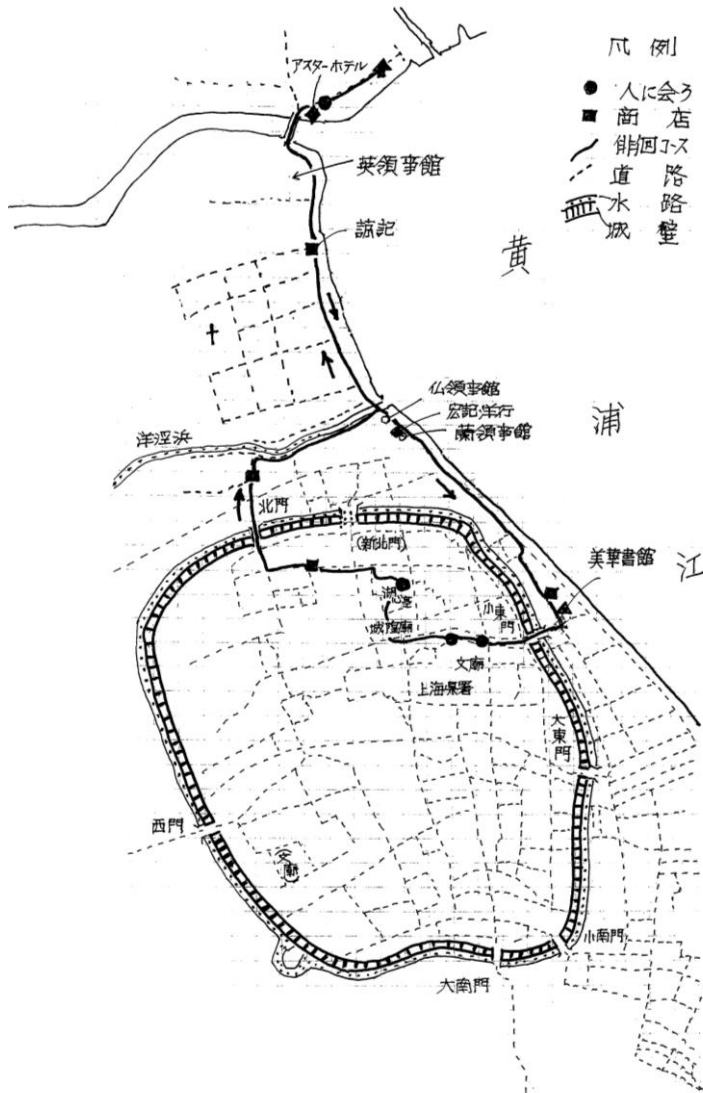 凡例
人に会う
商店
徘徊コース
道路
水路
城壁
アスターホテル
英領事館
諒記
黄
浦
江
仏領事館
宏記洋行
蘭領事館
洋淫浜
北門
(新北門)
美華書館
湖心亭
小東門
城隍廟
文廟
上海県署
大東門
西門
(文廟)
小南門
大南門